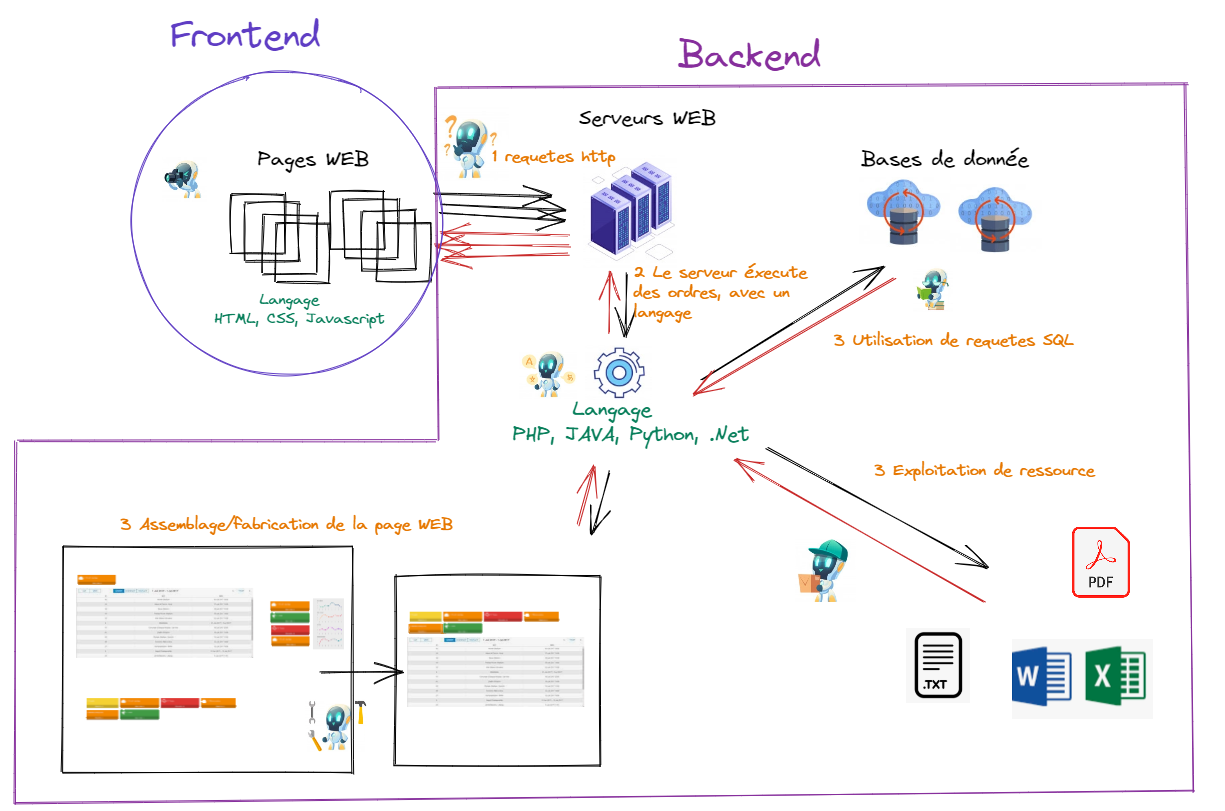 Frontend
Backend
Serveurs WEB
Pages WEB
1 requetes http
Bases de donnée
2 Le serveur éxecute
des ordres, avec un
langage
Langage
HTML, CSS, Javascript
3 Utilisation de requetes SQL
Langage
PHP, JAVA, Python, .Net
3 Exploitation de ressource
3 Assemblage/fabrication de la page WEB
PDF
.TXT
W
X